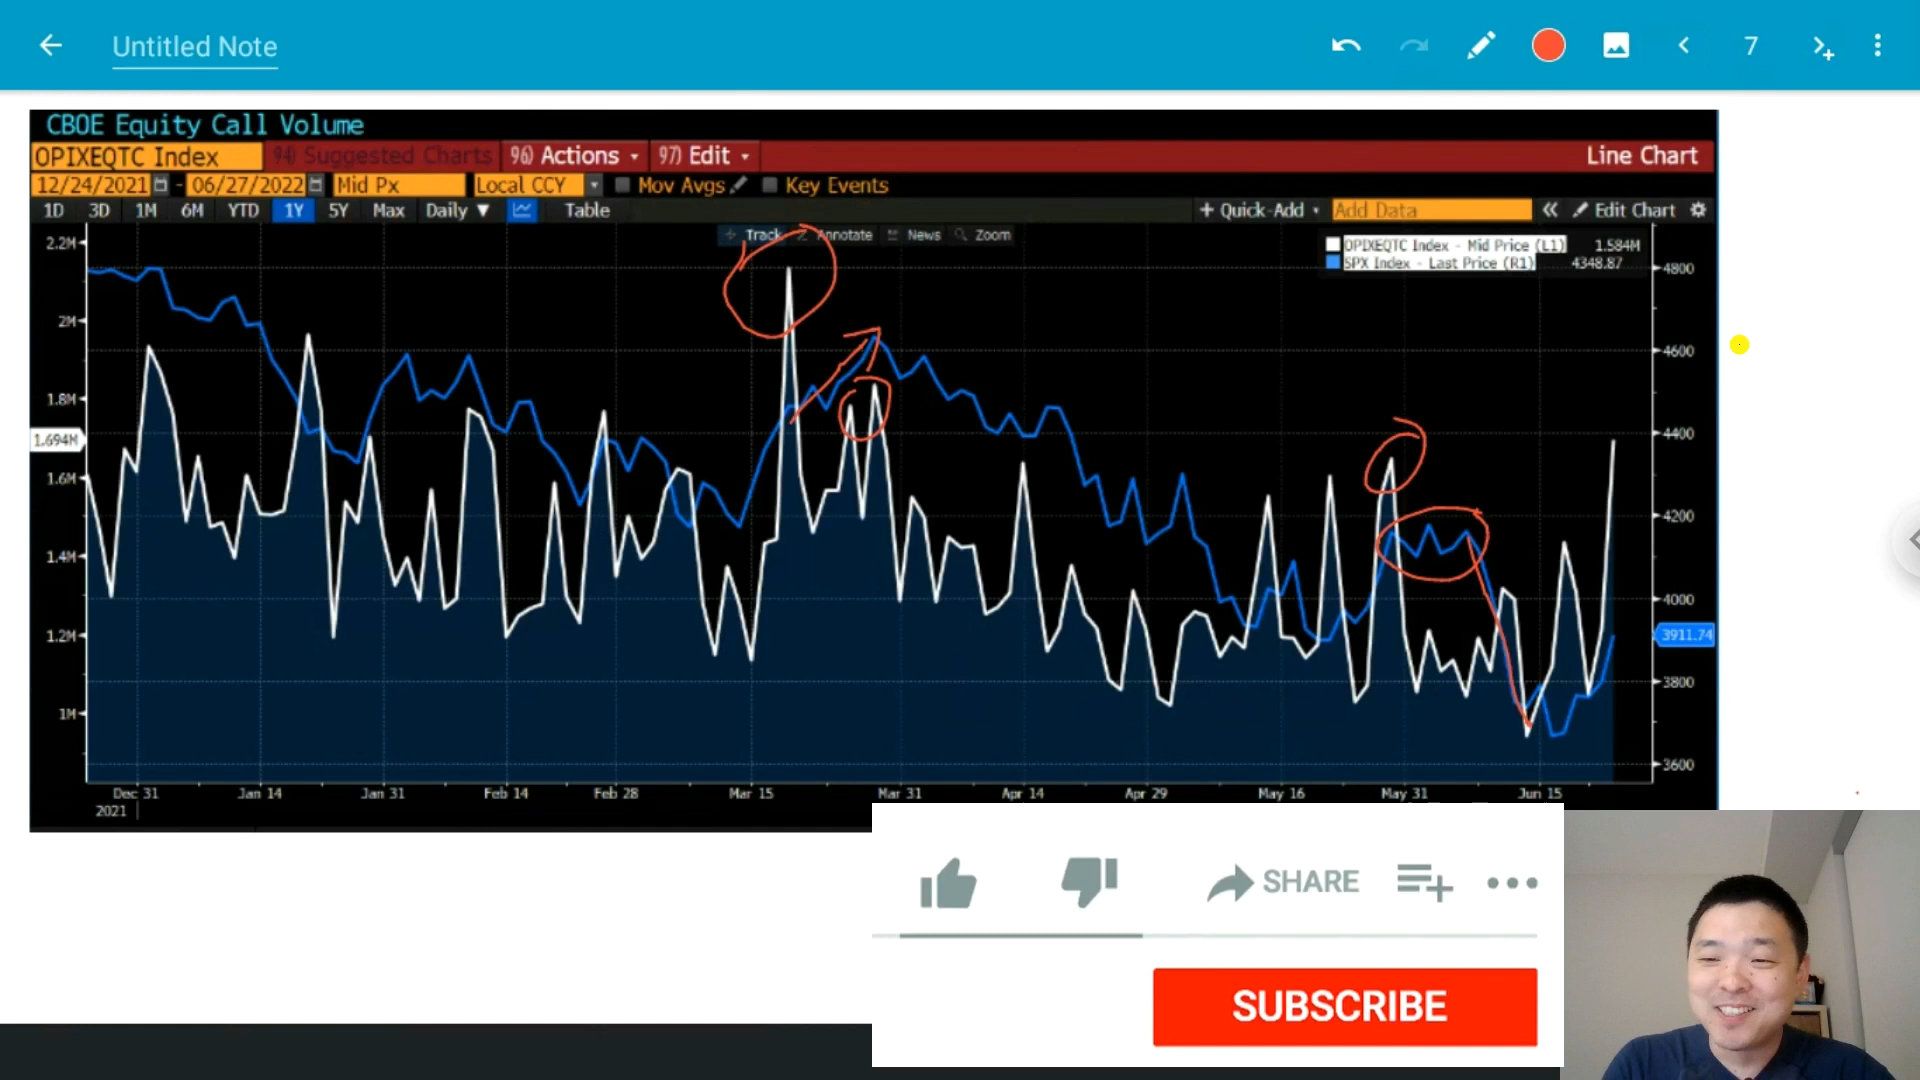 Untitled Note
7
CBOE Equity Call Volume
OPIXEQTC Index 94) Suggested Charts 96) Actions 97) Edit Line Chart
12/24/2021 - 06/27/2022 Mid Px Local CCY Mov Avgs Key Events
1D 3D 1M 6M YTD 1Y 5Y Max Daily ▼ Table + Quick-Add Add Data « Edit Chart
Track Annotate News Zoom
OPIXEQTC Index - Mid Price (L1) 1.584M
SPX Index - Last Price (R1) 4348.87
2.2M
2M
1.8M
1.694M
1.6M
1.4M
1.2M
1M
4800
4600
4400
4200
4000
3911.74
3800
3600
Dec 31 Jan 14 Jan 31 Feb 14 Feb 28 Mar 15 Mar 31 Apr 14 Apr 29 May 16 May 31 Jun 15
2021
SHARE
SUBSCRIBE